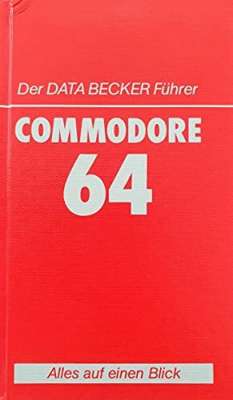 Der DATA BECKER Führer
COMMODORE
64
Alles auf einen Blick